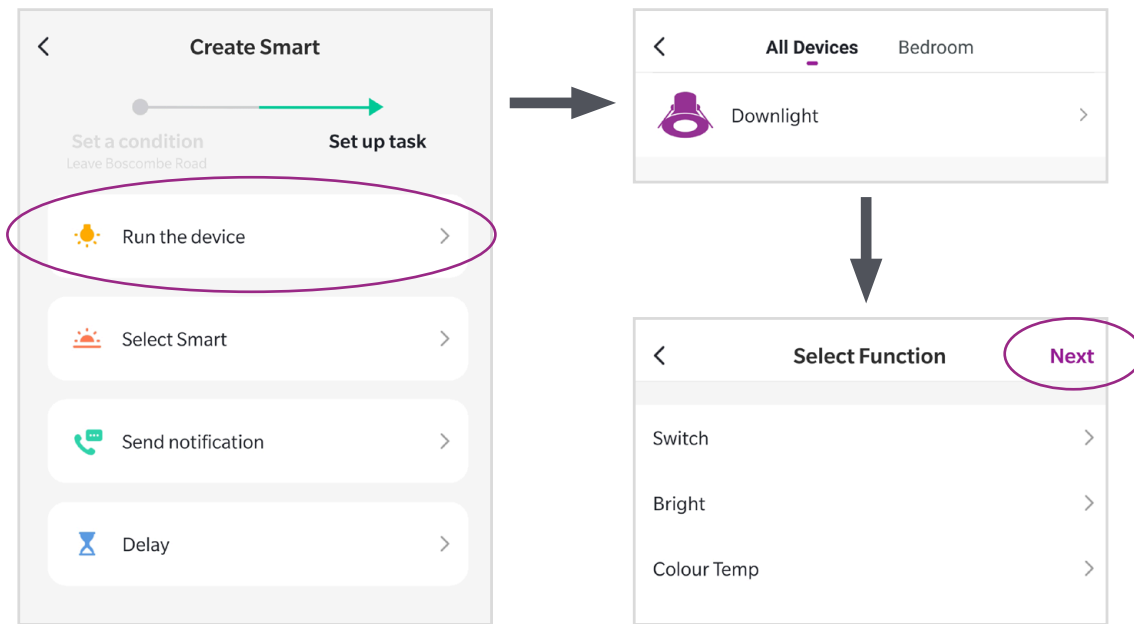 Create Smart
Set a condition
Leave Boscombe Road
Set up task
Run the device
Select Smart
Send notification
Delay
All Devices Bedroom
Downlight
Select Function Next
Switch
Bright
Colour Temp